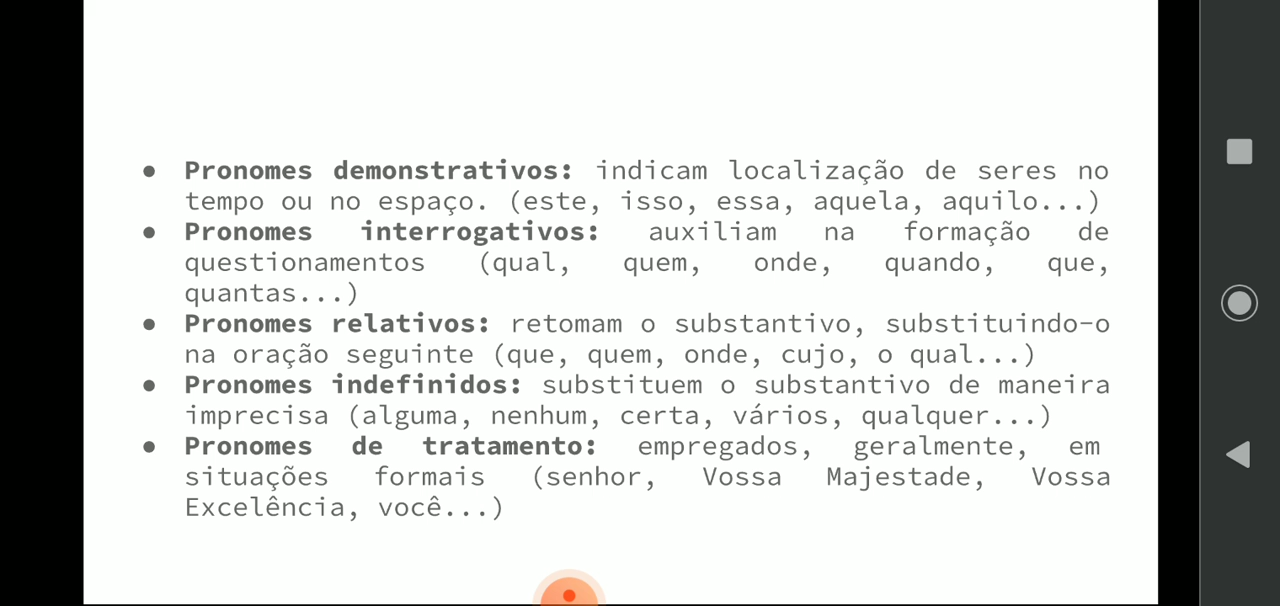 ● Pronomes demonstrativos: indicam localização de seres no
tempo ou no espaço. (este, isso, essa, aquela, aquilo...)
● Pronomes interrogativos: auxiliam na formação de
questionamentos (qual, quem, onde, quando, que,
quantas...)
● Pronomes relativos: retomam o substantivo, substituindo-o
na oração seguinte (que, quem, onde, cujo, o qual...)
● Pronomes indefinidos: substituem o substantivo de maneira
imprecisa (alguma, nenhum, certa, vários, qualquer...)
● Pronomes de tratamento: empregados, geralmente, em
situações formais (senhor, Vossa Majestade, Vossa
Excelência, você...)